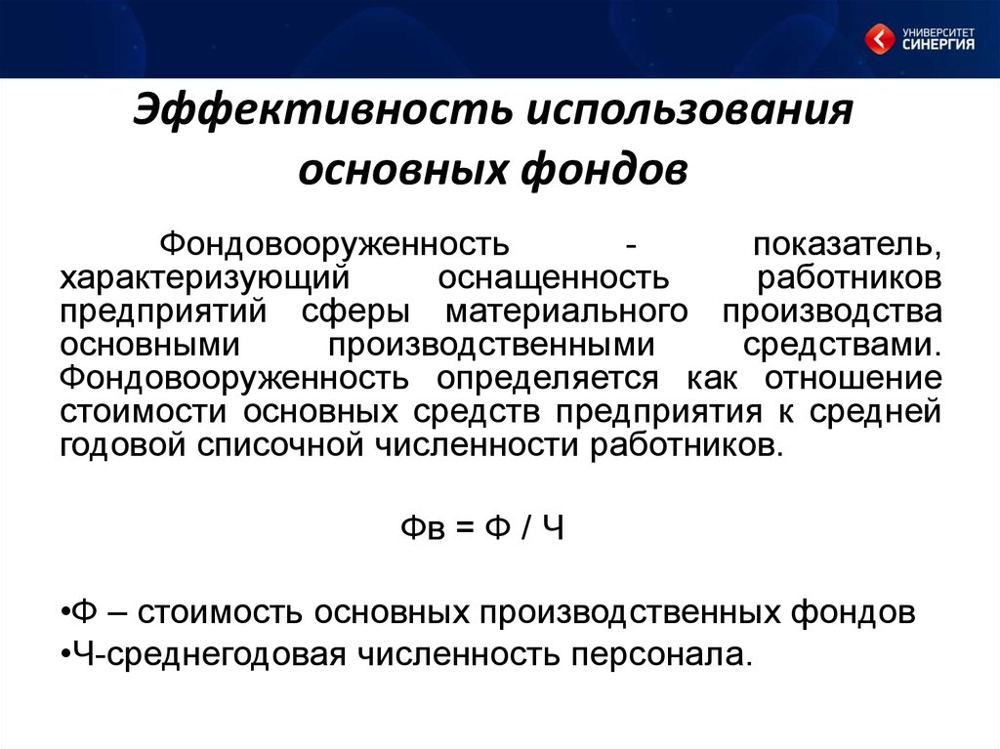 УНИВЕРСИТЕТ
СИНЕРГИЯ
Эффективность использования
основных фондов
Фондовооруженность - показатель,
характеризующий оснащенность работников
предприятий сферы материального производства
основными производственными средствами.
Фондовооруженность определяется как отношение
стоимости основных средств предприятия к средней
годовой списочной численности работников.
Фв = Ф / Ч
•Ф – стоимость основных производственных фондов
•Ч-среднегодовая численность персонала.